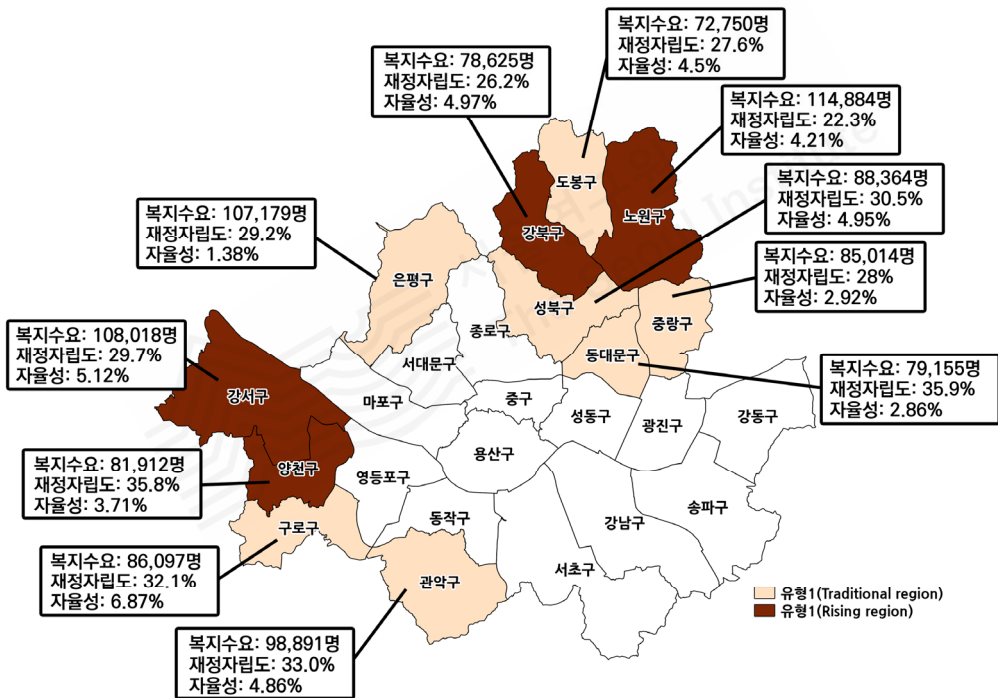 복지수요: 72,750명
재정자립도: 27.6%
자율성: 4.5%
복지수요: 78,625명
재정자립도: 26.2%
자율성: 4.97%
복지수요: 114,884명
재정자립도: 22.3%
자율성: 4.21%
복지수요: 88,364명
재정자립도: 30.5%
자율성: 4.95%
복지수요: 107,179명
재정자립도: 29.2%
자율성: 1.38%
복지수요: 85,014명
재정자립도: 28%
자율성: 2.92%
복지수요: 108,018명
재정자립도: 29.7%
자율성: 5.12%
복지수요: 79,155명
재정자립도: 35.9%
자율성: 2.86%
복지수요: 81,912명
재정자립도: 35.8%
자율성: 3.71%
복지수요: 86,097명
재정자립도: 32.1%
자율성: 6.87%
복지수요: 98,891명
재정자립도: 33.0%
자율성: 4.86%
도봉구
노원구
강북구
은평구
성북구
중랑구
종로구
동대문구
서대문구
강서구
마포구
중구
성동구
광진구
강동구
양천구
영등포구
용산구
구로구
동작구
강남구
송파구
관악구
서초구
유형1(Traditional region)
유형1(Rising region)